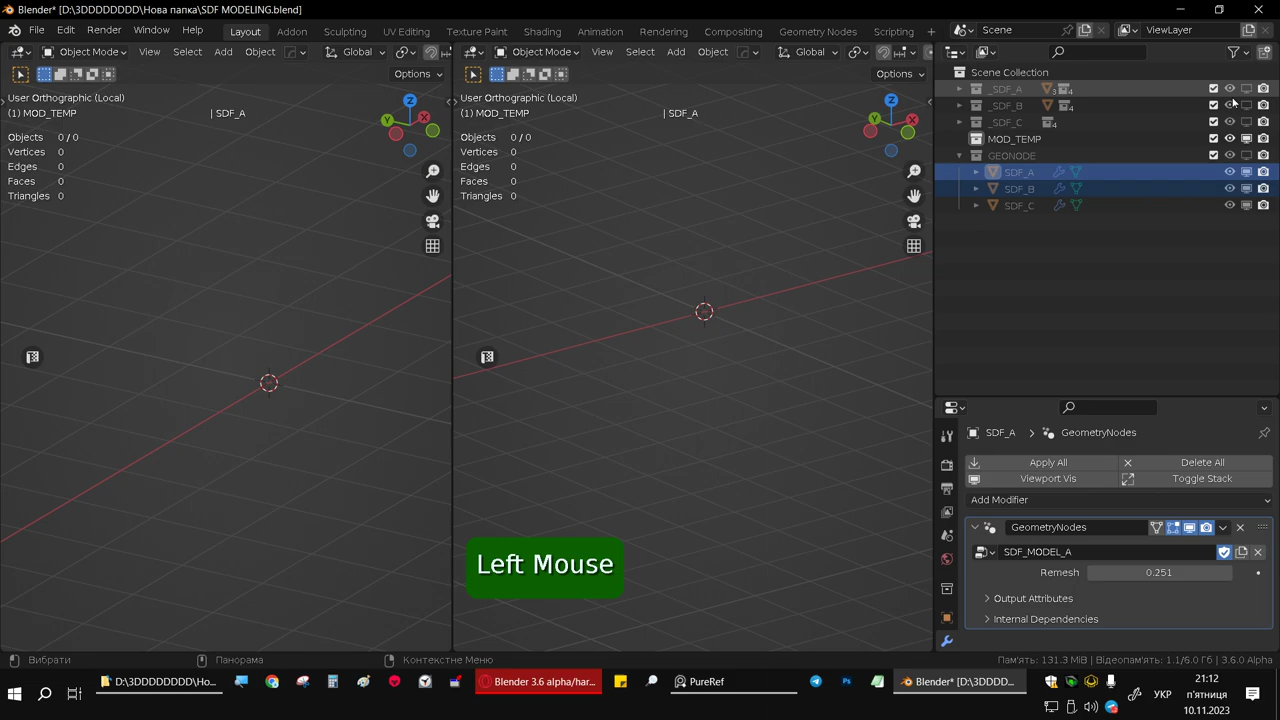 Blender* [D:\3DDDDDDDD\Нова папка\SDF MODELING.blend]
File Edit Render Window Help Layout Addon Sculpting UV Editing Texture Paint Shading Animation Rendering Compositing Geometry Nodes Scripting Scene ViewLayer
Object Mode View Select Add Object Global
Object Mode View Select Add Object Global
Options
Options
User Orthographic (Local)
(1) MOD_TEMP | SDF_A
Objects 0 / 0
Vertices 0
Edges 0
Faces 0
Triangles 0
Z
Y
X
User Orthographic (Local)
(1) MOD_TEMP | SDF_A
Objects 0 / 0
Vertices 0
Edges 0
Faces 0
Triangles 0
Z
Y
X
Left Mouse
Scene Collection
_SDF_A 3 4
_SDF_B 4
_SDF_C 4
MOD_TEMP
GEONODE
SDF_A
SDF_B
SDF_C
SDF_A > GeometryNodes
Apply All Delete All
Viewport Vis Toggle Stack
Add Modifier
GeometryNodes
SDF_MODEL_A
Remesh 0.251
Output Attributes
Internal Dependencies
Вибрати Панорама Контекстне Меню Пам'ять: 131.3 МіВ | Відеопам'ять: 1.1/6.0 Гб | 3.6.0 Alpha
D:\3DDDDDDDD\Но... Blender 3.6 alpha/har... PureRef Blender* [D:\3DDDD...
УКР
21:12
п'ятниця
10.11.2023